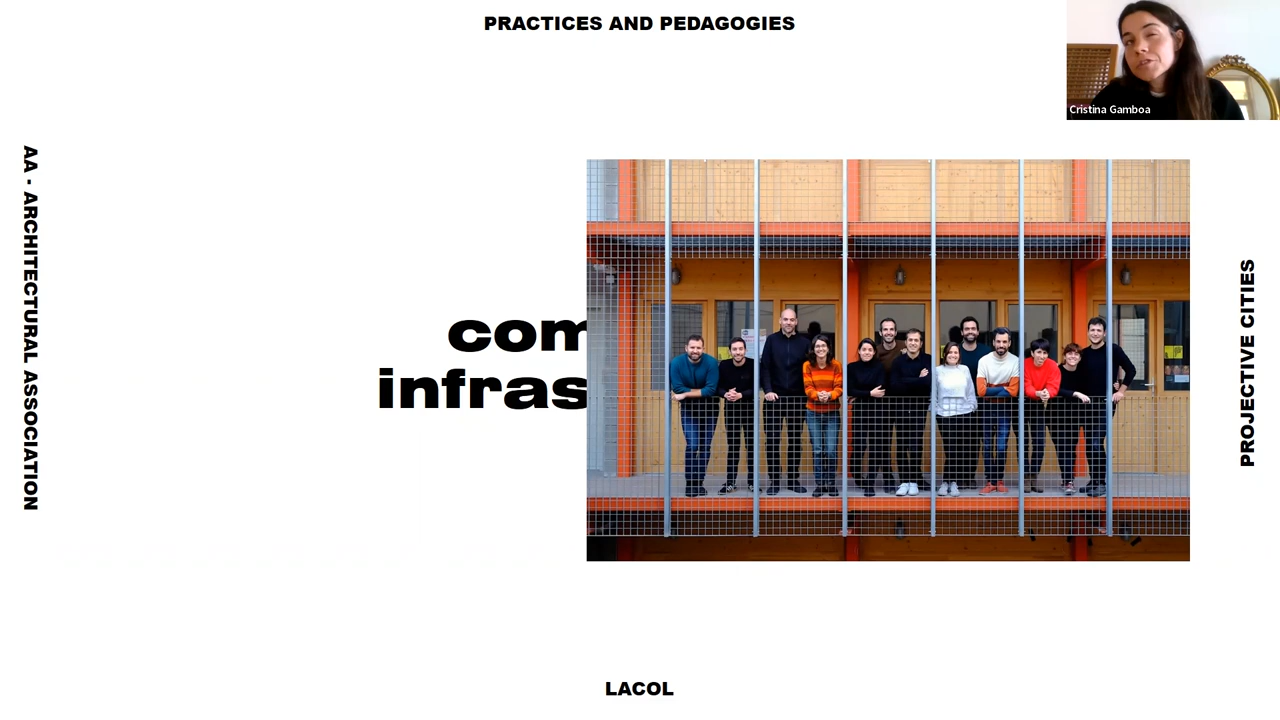 PRACTICES AND PEDAGOGIES
Cristina Gamboa
AA - ARCHITECTURAL ASSOCIATION
com
infras
PROJECTIVE CITIES
LACOL